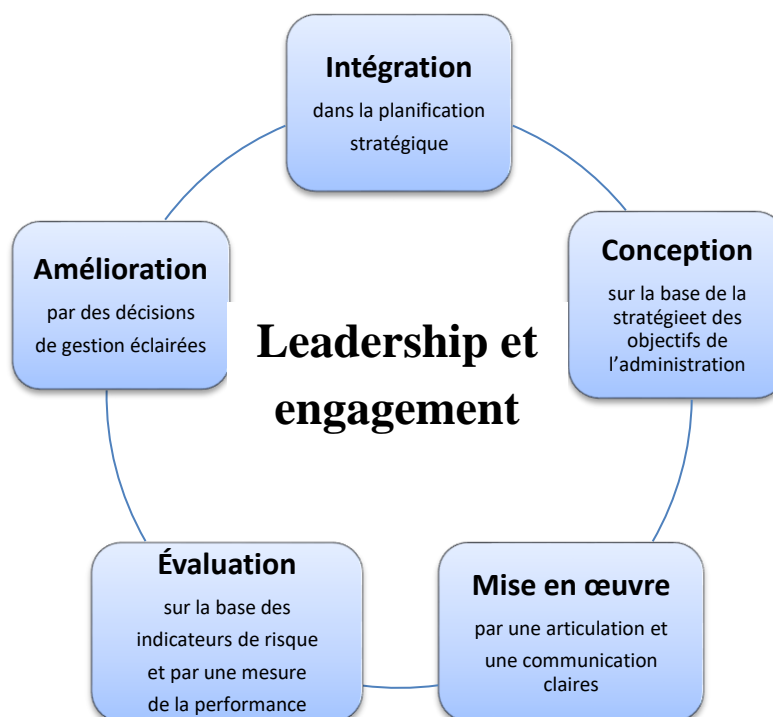 Intégration
dans la planification
stratégique
Conception
sur la base de la
stratégieet des
objectifs de
l’administration
Mise en œuvre
par une articulation et
une communication
claires
Évaluation
sur la base des
indicateurs de risque
et par une mesure
de la performance
Amélioration
par des décisions
de gestion éclairées
Leadership et
engagement